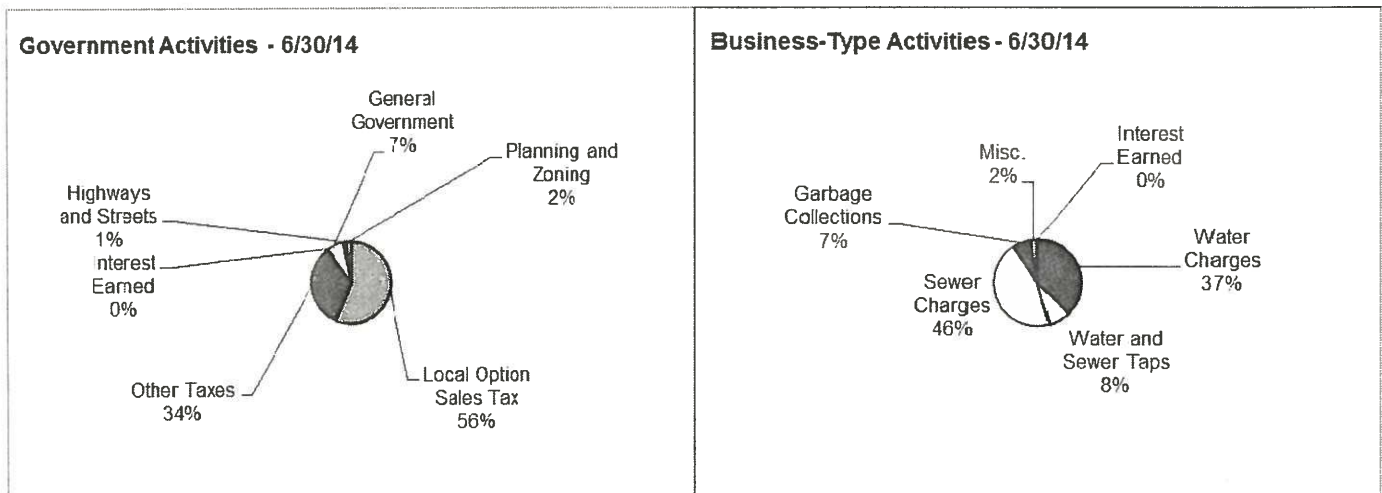 Government Activities - 6/30/14
General
Government
7%
Planning and
Zoning
2%
Highways
and Streets
1%
Interest
Earned
0%
Other Taxes
34%
Local Option
Sales Tax
56%
Business-Type Activities - 6/30/14
Interest
Earned
0%
Misc.
2%
Garbage
Collections
7%
Water
Charges
37%
Sewer
Charges
46%
Water and
Sewer Taps
8%